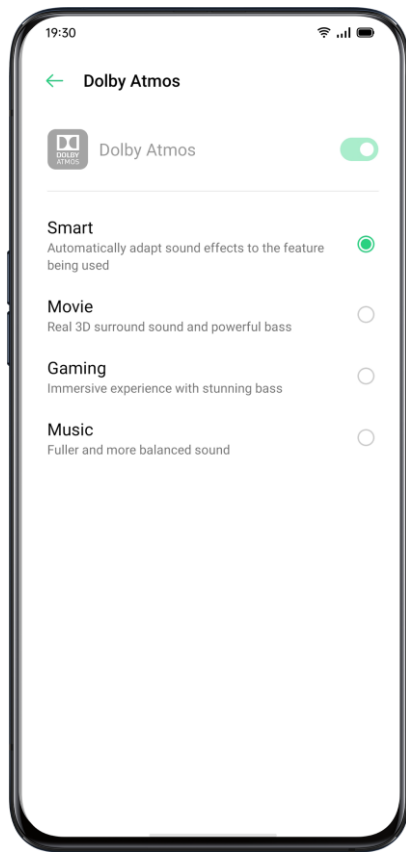 19:30
Dolby Atmos
DOLBY
ATMOS
Dolby Atmos
Smart
Automatically adapt sound effects to the feature
being used
Movie
Real 3D surround sound and powerful bass
Gaming
Immersive experience with stunning bass
Music
Fuller and more balanced sound